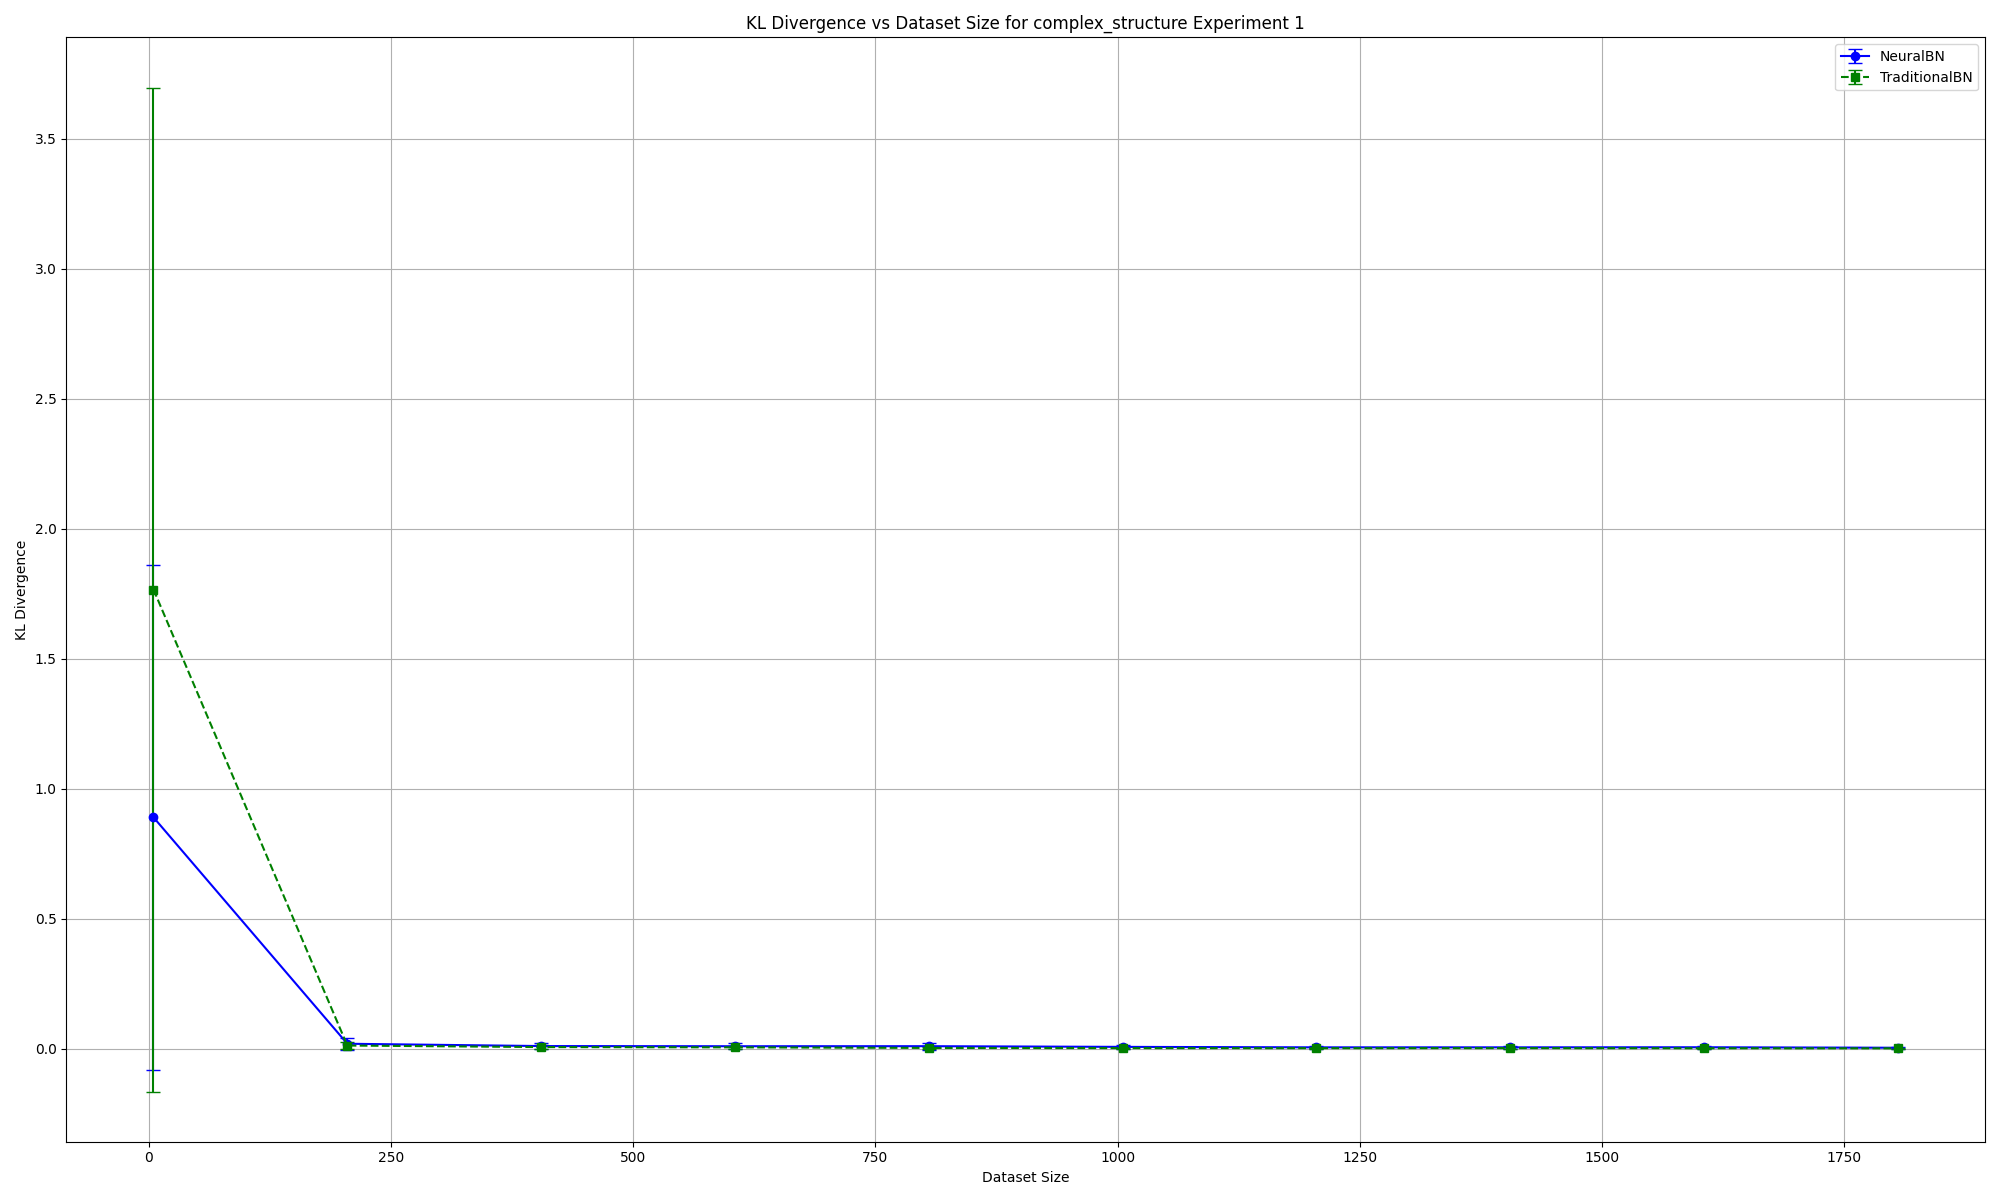 KL Divergence vs Dataset Size for complex_structure Experiment 1
NeuralBN
TraditionalBN
KL Divergence
3.5
3.0
2.5
2.0
1.5
1.0
0.5
0.0
0 250 500 750 1000 1250 1500 1750
Dataset Size